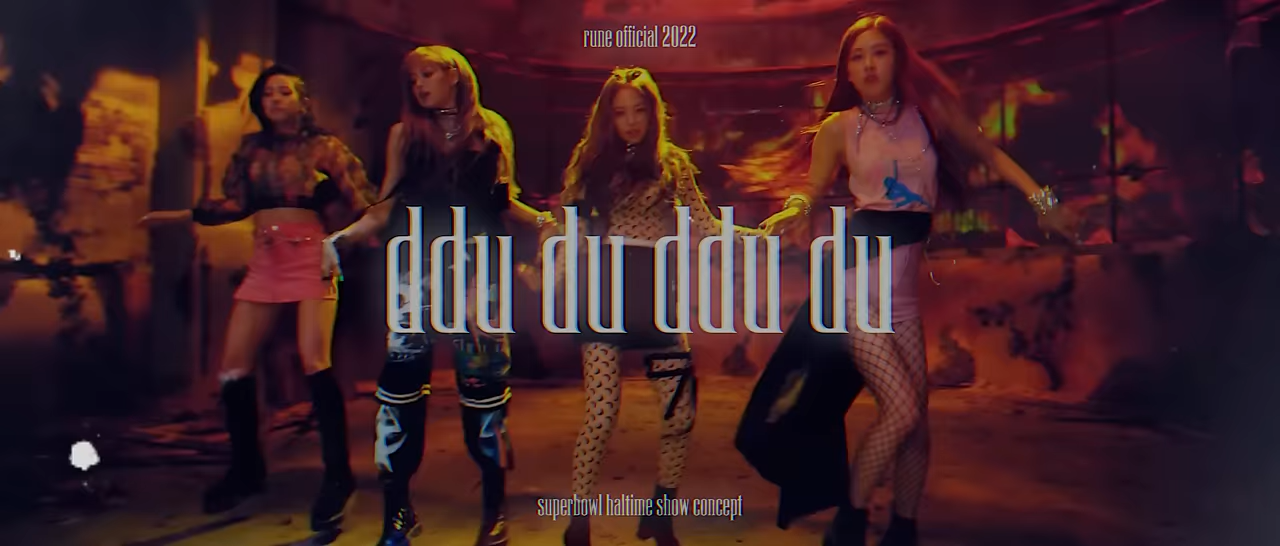 rune official 2022
ddu du ddu du
superbowl haltime show concept